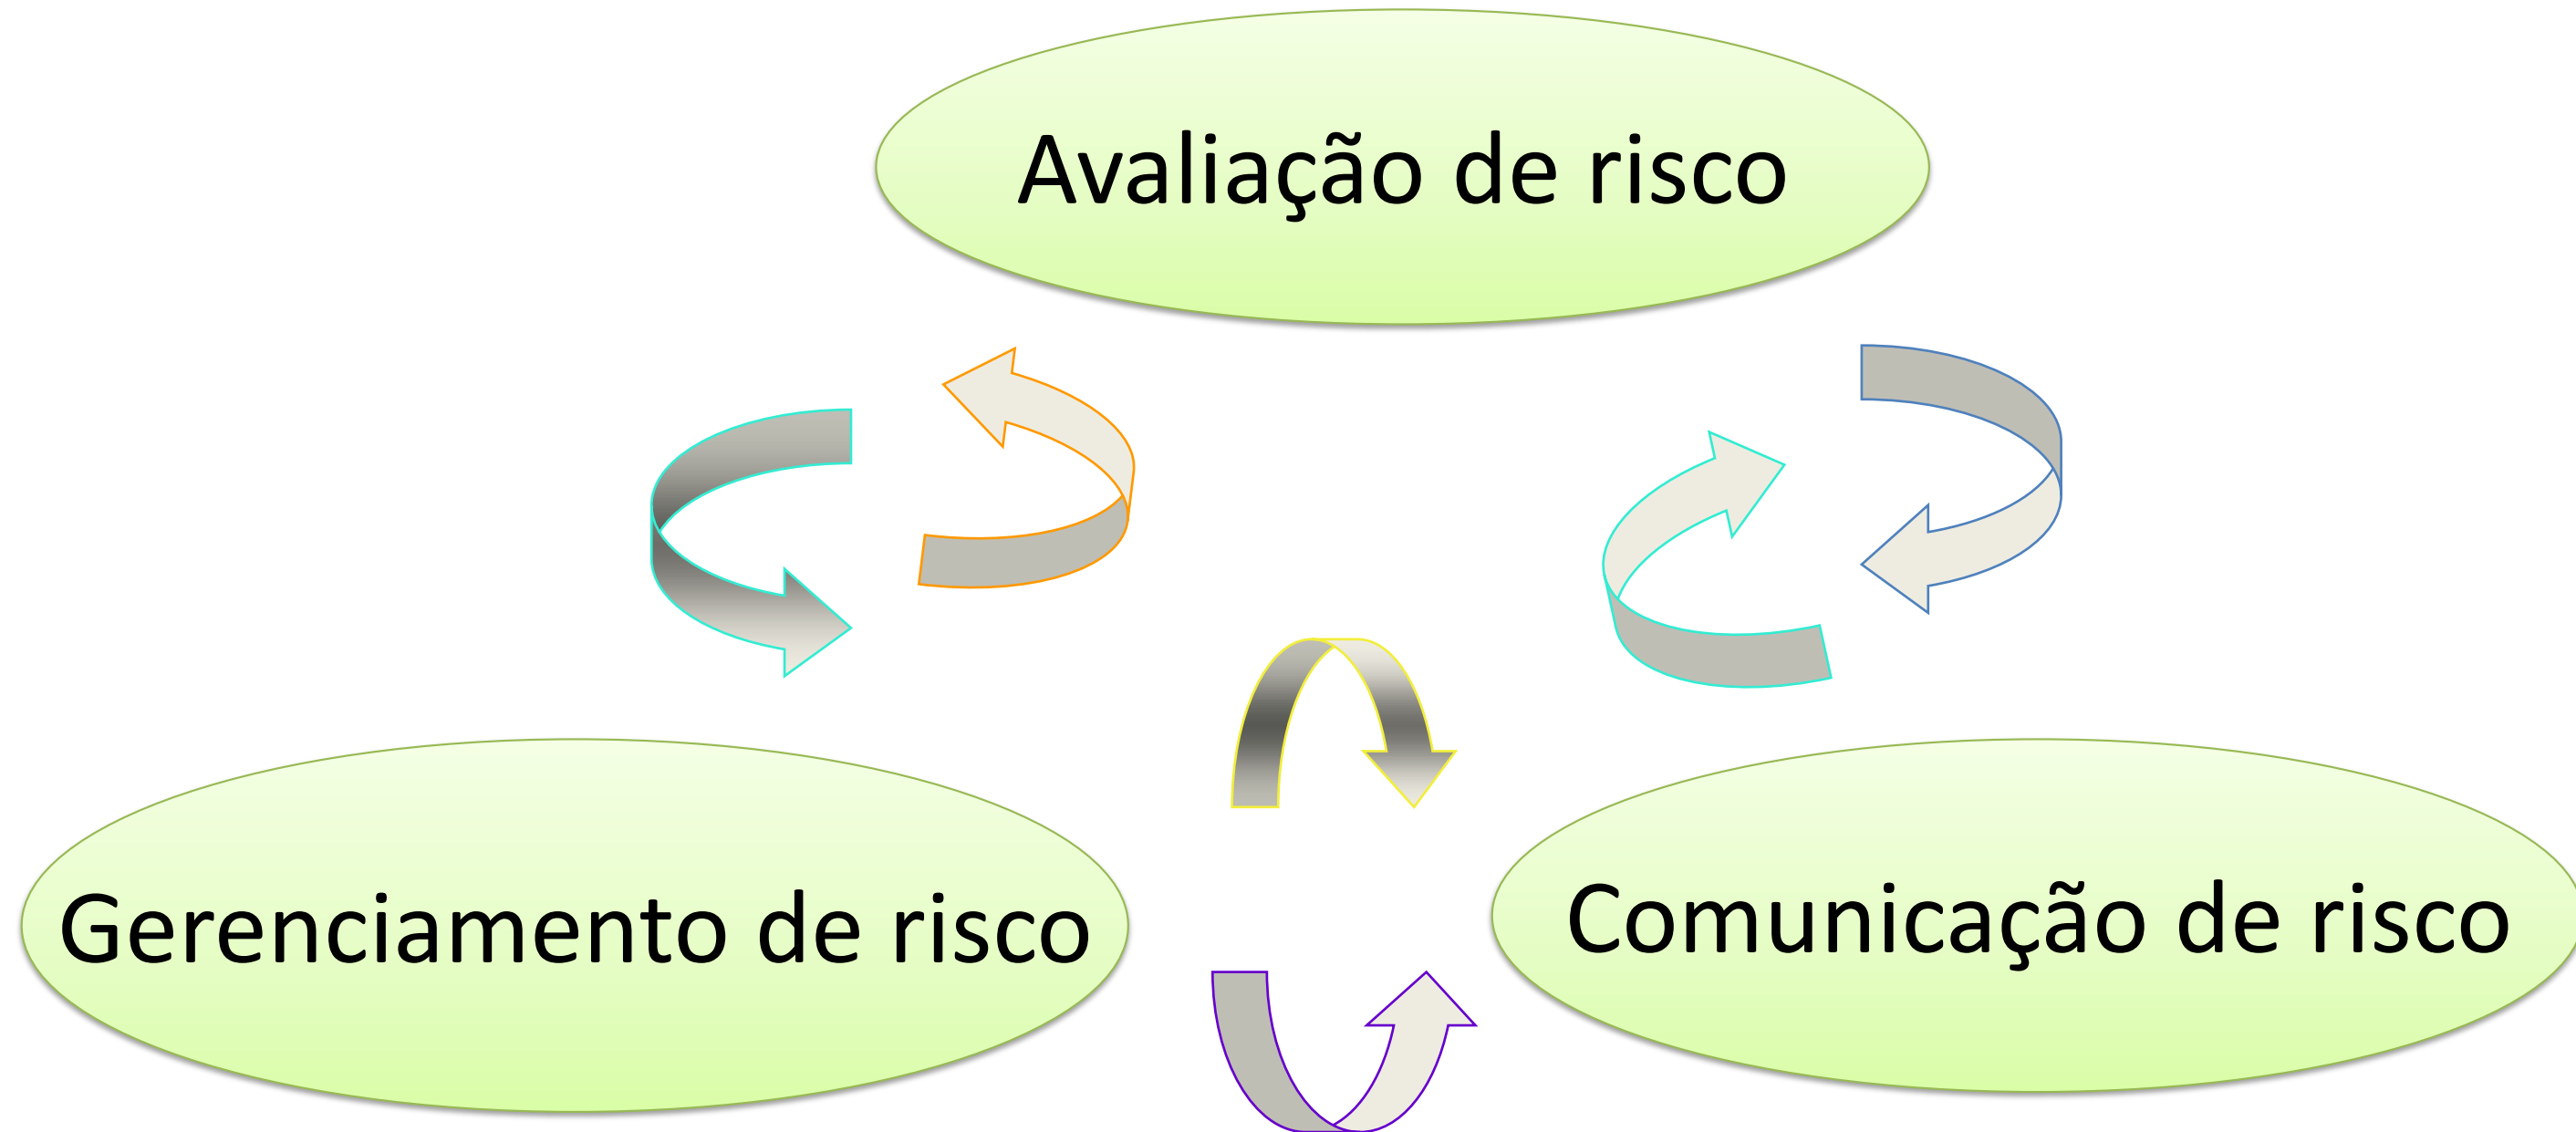 Avaliação de risco
Gerenciamento de risco
Comunicação de risco